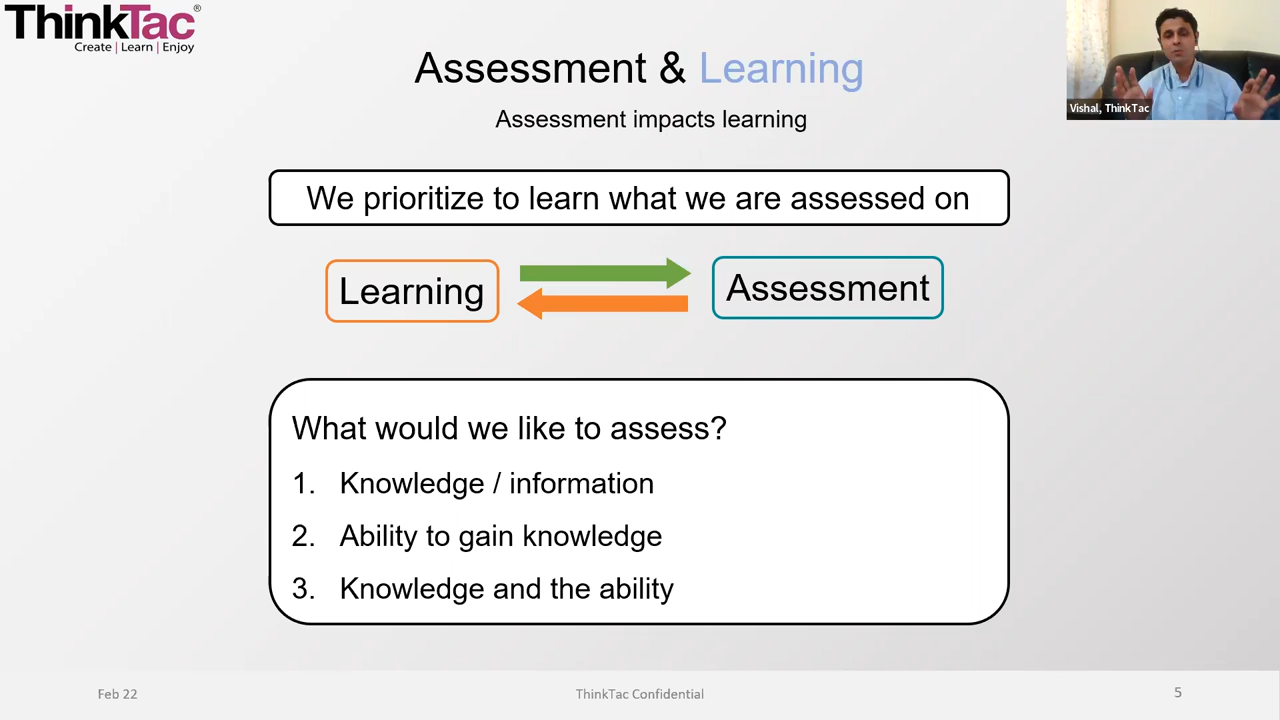 ThinkTac®
Create | Learn | Enjoy
Assessment & Learning
Assessment impacts learning
Vishal, ThinkTac
We prioritize to learn what we are assessed on
Learning
Assessment
What would we like to assess?
1. Knowledge / information
2. Ability to gain knowledge
3. Knowledge and the ability
Feb 22
ThinkTac Confidential
5